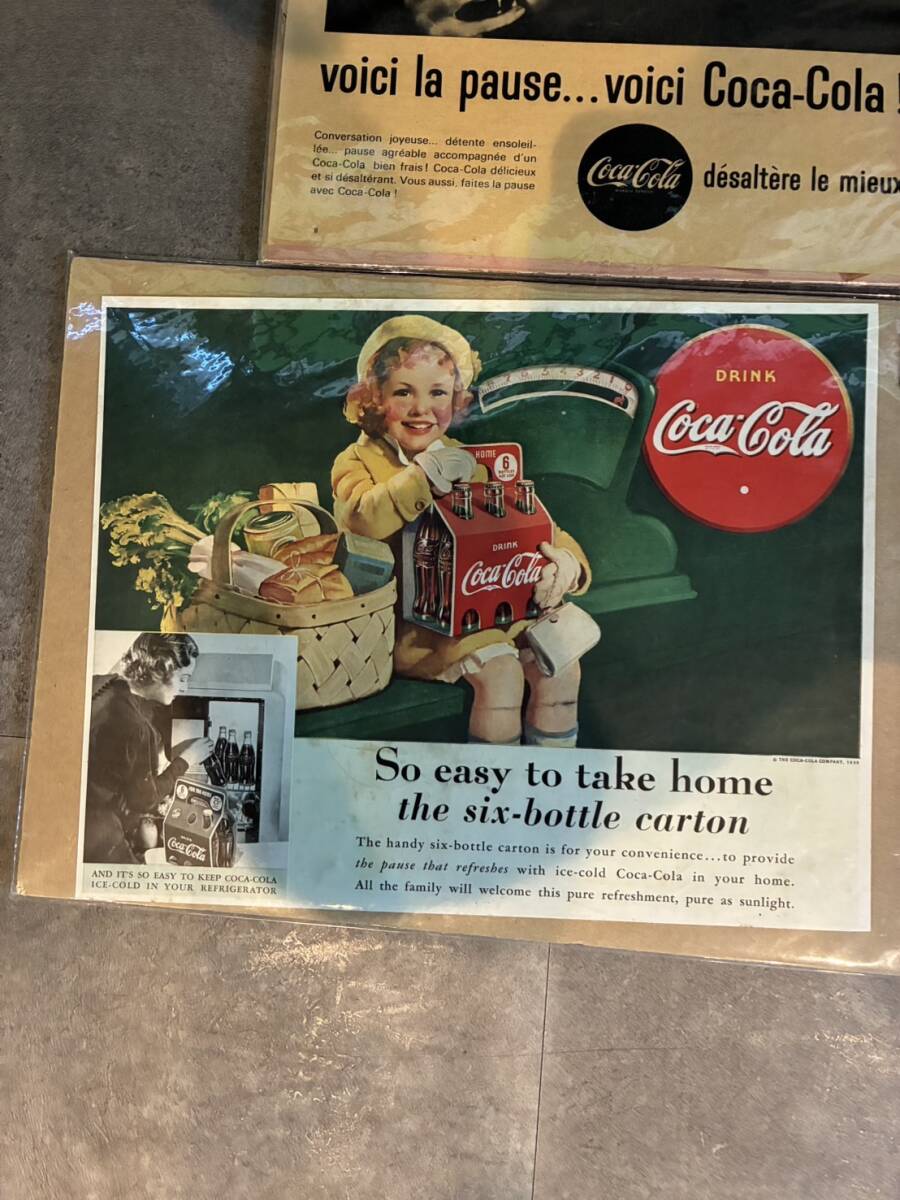 voici la pause...voici Coca-Cola !
Conversation joyeuse... détente ensoleil-
lée... pause agréable accompagnée d'un
Coca-Cola bien frais! Coca-Cola délicieux
et si désaltérant. Vous aussi, faites la pause
avec Coca-Cola !
Coca-Cola
désaltère le mieux
DRINK
Coca-Cola
HOME
6
DRINK
Coca-Cola
Coca-Cola
© THE COCA-COLA COMPANY,
So easy to take home
the six-bottle carton
The handy six-bottle carton is for your convenience...to provide
the pause that refreshes with ice-cold Coca-Cola in your home.
All the family will welcome this pure refreshment, pure as sunlight.
AND IT'S SO EASY TO KEEP COCA-COLA
ICE-COLD IN YOUR REFRIGERATOR